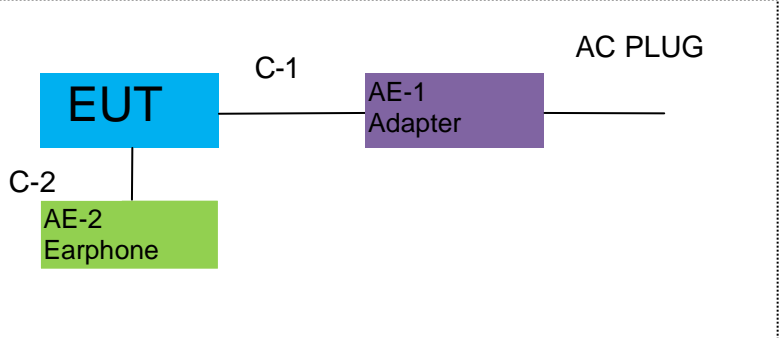 AC PLUG
C-1
EUT
AE-1
Adapter
C-2
AE-2
Earphone